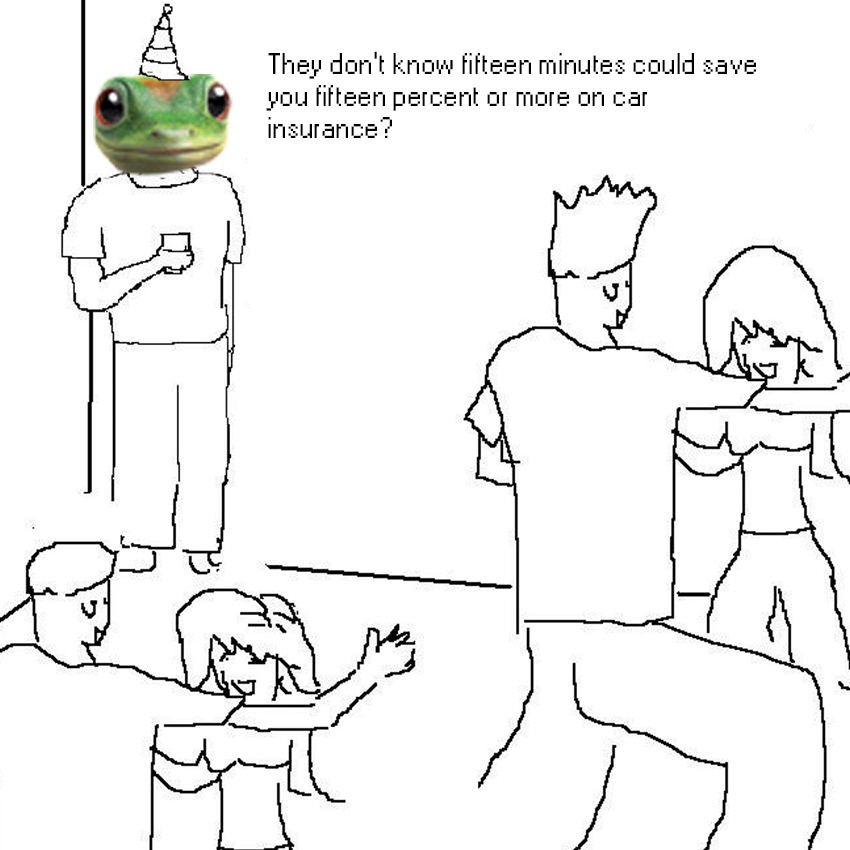 They don't know fifteen minutes could save
you fifteen percent or more on car
insurance?